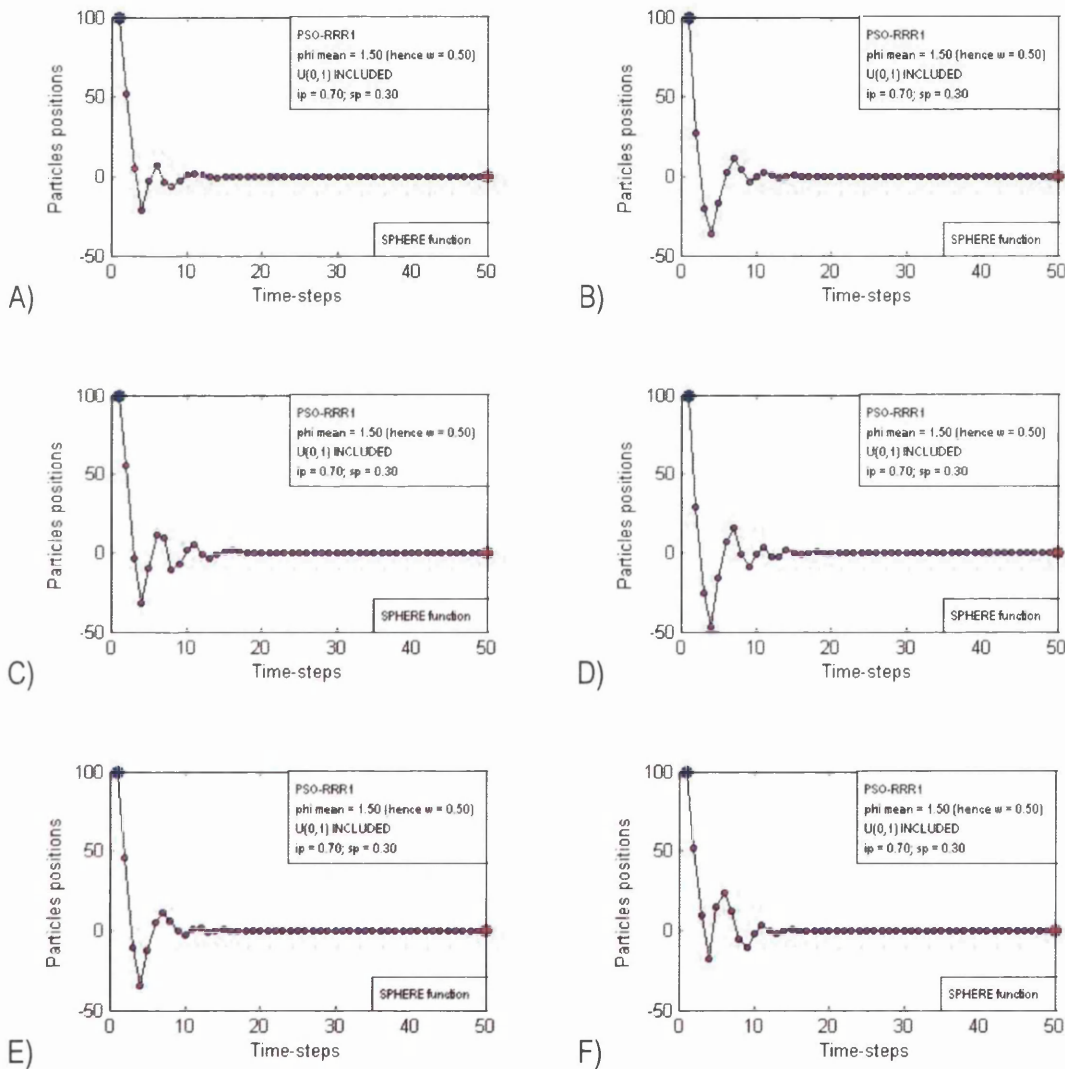 100
50
0
-50
Particles positions
PSO-RRR1
phi mean = 1.50 (hence w = 0.50)
U(0,1) INCLUDED
ip = 0.70; sp = 0.30
SPHERE function
0 10 20 30 40 50
Time-steps
A)
100
50
0
-50
Particles positions
PSO-RRR1
phi mean = 1.50 (hence w = 0.50)
U(0,1) INCLUDED
ip = 0.70; sp = 0.30
SPHERE function
0 10 20 30 40 50
Time-steps
B)
100
50
0
-50
Particles positions
PSO-RRR1
phi mean = 1.50 (hence w = 0.50)
U(0,1) INCLUDED
ip = 0.70; sp = 0.30
SPHERE function
0 10 20 30 40 50
Time-steps
C)
100
50
0
-50
Particles positions
PSO-RRR1
phi mean = 1.50 (hence w = 0.50)
U(0,1) INCLUDED
ip = 0.70; sp = 0.30
SPHERE function
0 10 20 30 40 50
Time-steps
D)
100
50
0
-50
Particles positions
PSO-RRR1
phi mean = 1.50 (hence w = 0.50)
U(0,1) INCLUDED
ip = 0.70; sp = 0.30
SPHERE function
0 10 20 30 40 50
Time-steps
E)
100
50
0
-50
Particles positions
PSO-RRR1
phi mean = 1.50 (hence w = 0.50)
U(0,1) INCLUDED
ip = 0.70; sp = 0.30
SPHERE function
0 10 20 30 40 50
Time-steps
F)